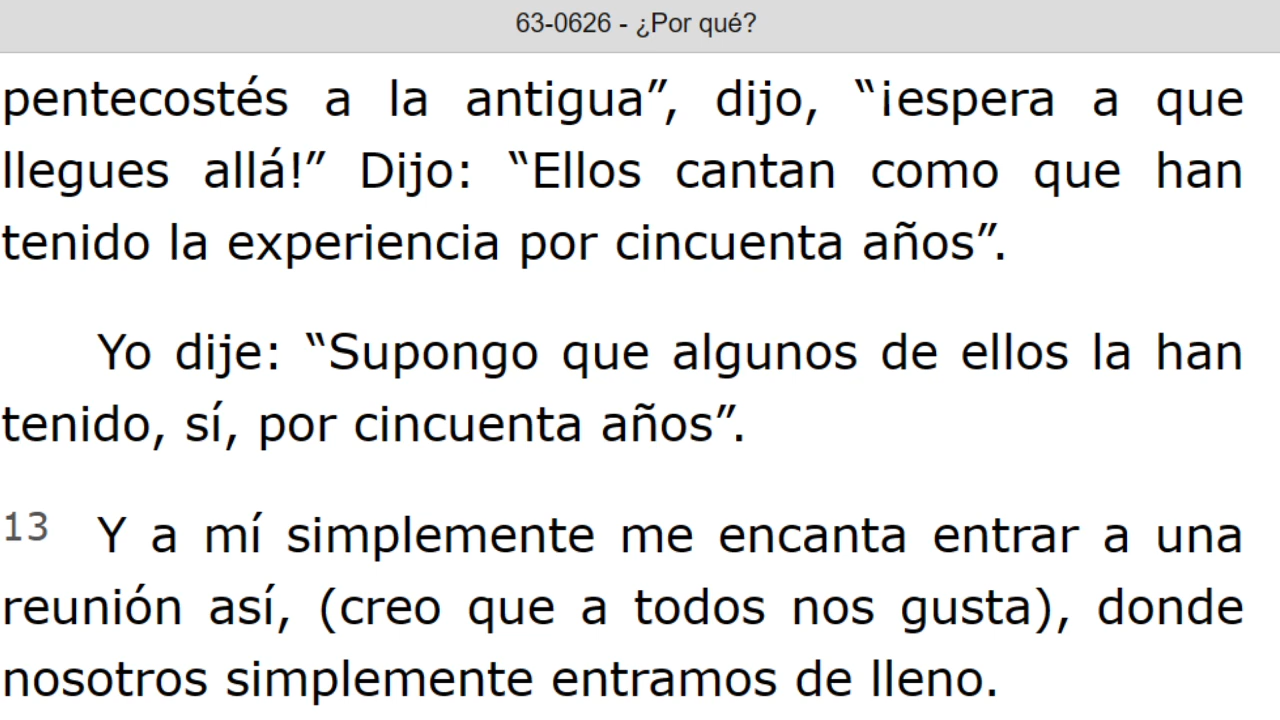 63-0626 - ¿Por qué?
pentecostés a la antigua”, dijo, “¡espera a que
llegues allá!” Dijo: “Ellos cantan como que han
tenido la experiencia por cincuenta años”.
Yo dije: “Supongo que algunos de ellos la han
tenido, sí, por cincuenta años”.
13 Y a mí simplemente me encanta entrar a una
reunión así, (creo que a todos nos gusta), donde
nosotros simplemente entramos de lleno.